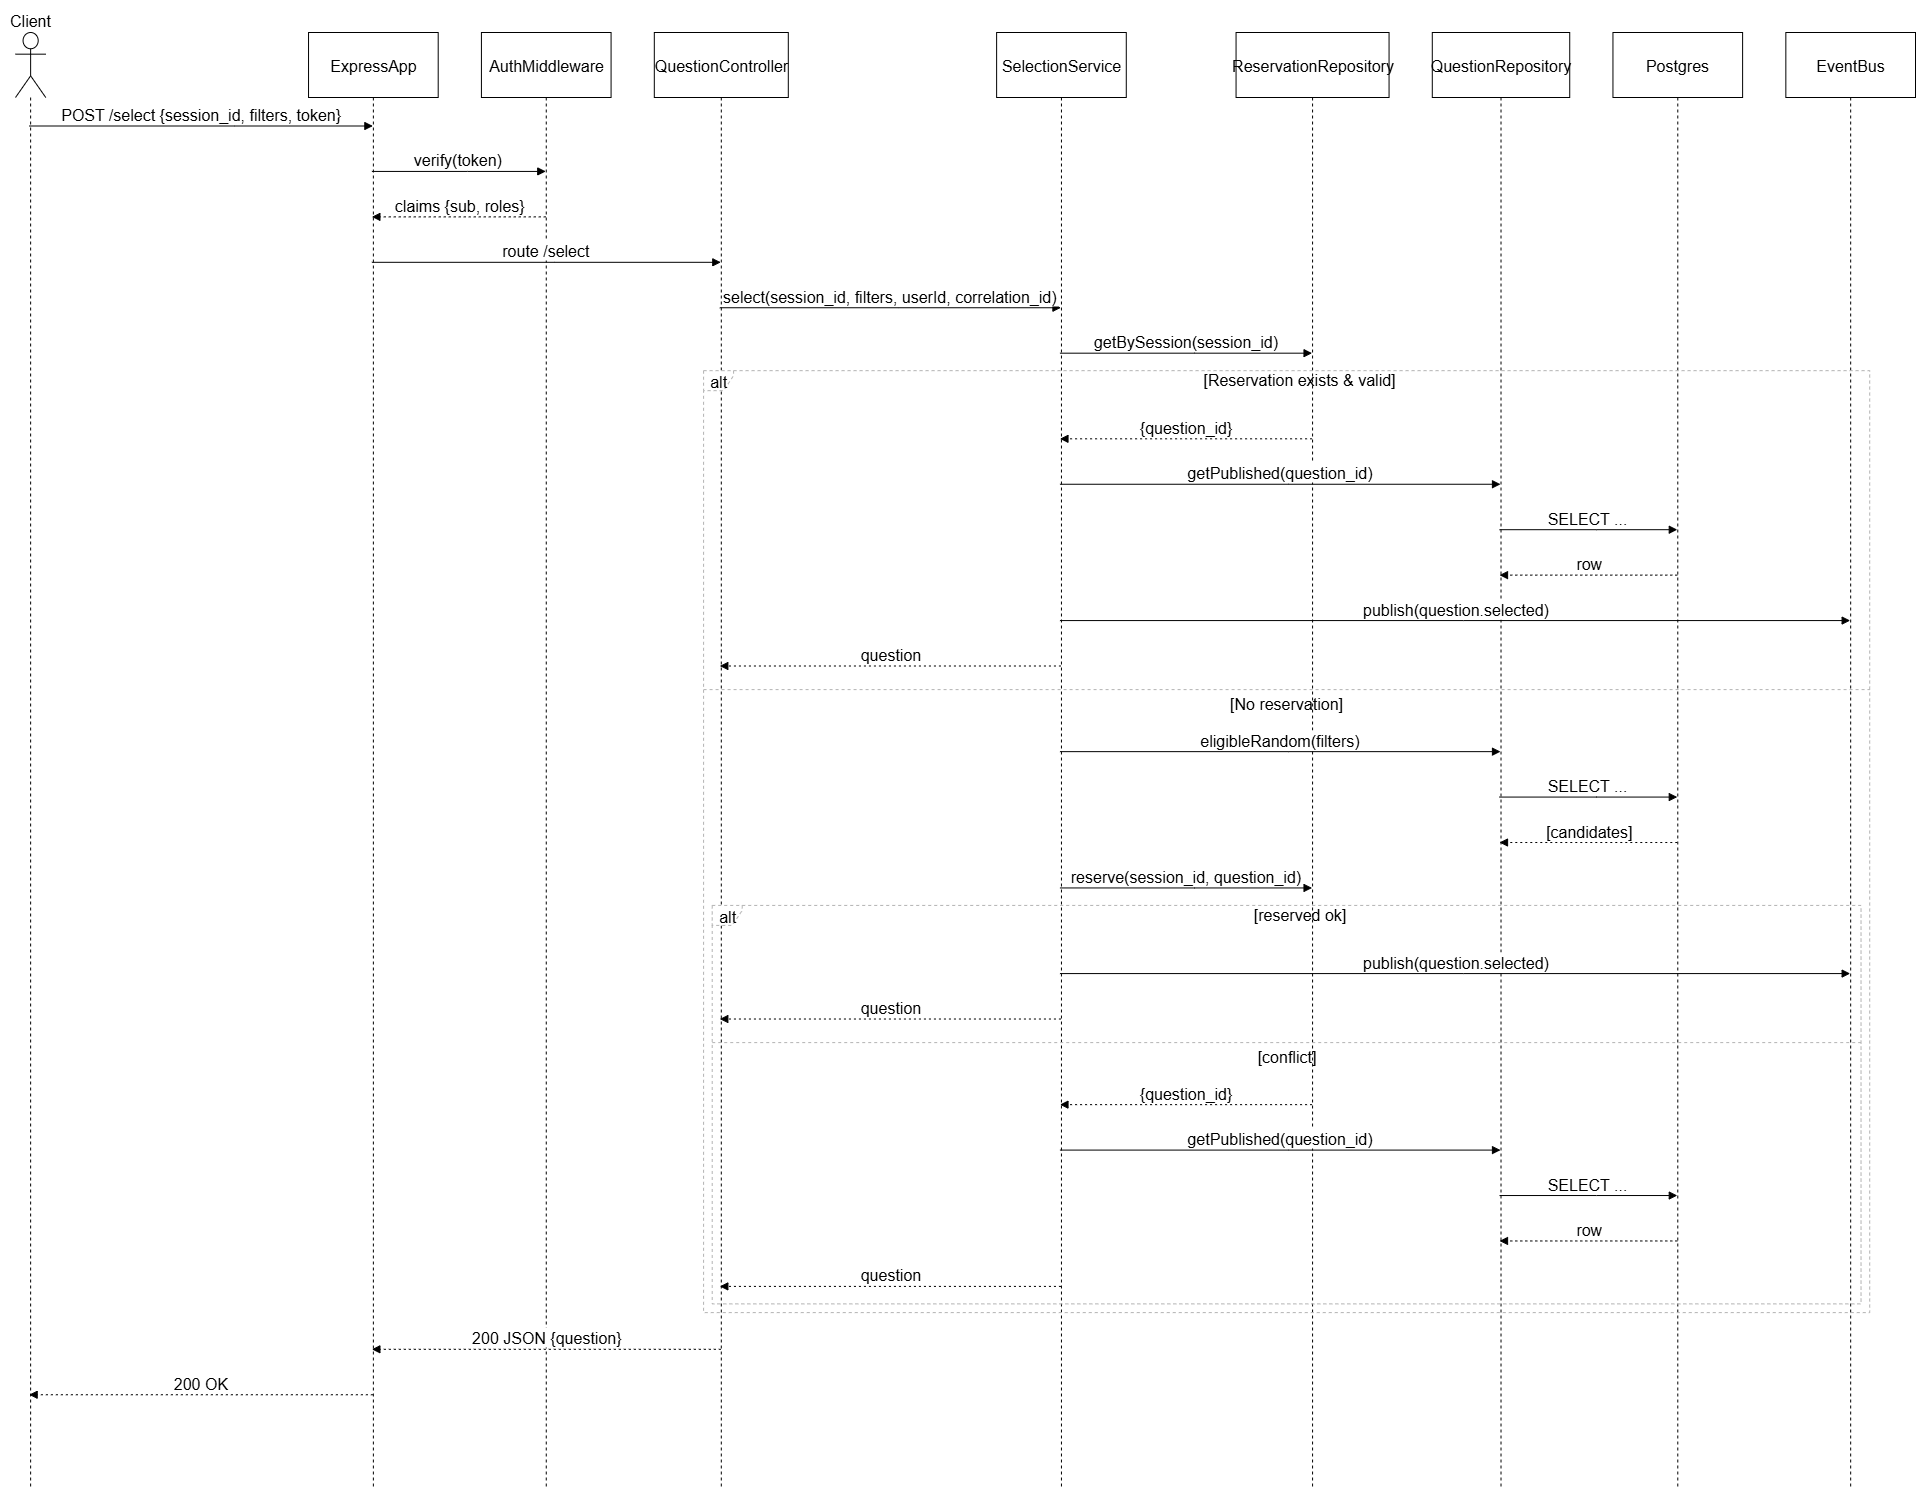 Client
ExpressApp
AuthMiddleware
QuestionController
SelectionService
ReservationRepository
QuestionRepository
Postgres
EventBus
POST /select {session_id, filters, token}
verify(token)
claims {sub, roles}
route /select
select(session_id, filters, userId, correlation_id)
getBySession(session_id)
alt
[Reservation exists & valid]
{question_id}
getPublished(question_id)
SELECT ...
row
publish(question.selected)
question
[No reservation]
eligibleRandom(filters)
SELECT ...
[candidates]
reserve(session_id, question_id)
alt
[reserved ok]
publish(question.selected)
question
[conflict]
{question_id}
getPublished(question_id)
SELECT ...
row
question
200 JSON {question}
200 OK